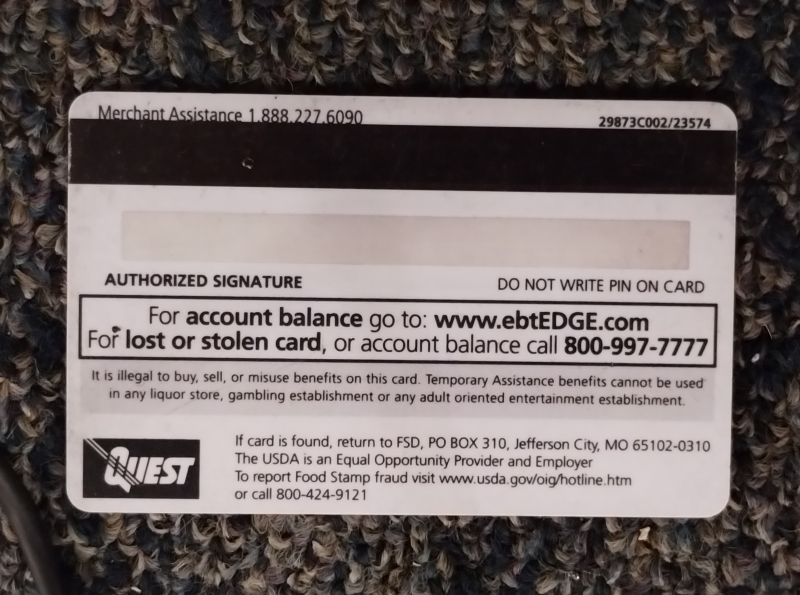 Merchant Assistance 1.888.227.6090
29873C002/23574
AUTHORIZED SIGNATURE
DO NOT WRITE PIN ON CARD
For account balance go to: www.ebtEDGE.com
For lost or stolen card, or account balance call 800-997-7777
It is illegal to buy, sell, or misuse benefits on this card. Temporary Assistance benefits cannot be used
in any liquor store, gambling establishment or any adult oriented entertainment establishment.
QUEST
If card is found, return to FSD, PO BOX 310, Jefferson City, MO 65102-0310
The USDA is an Equal Opportunity Provider and Employer
To report Food Stamp fraud visit www.usda.gov/oig/hotline.htm
or call 800-424-9121